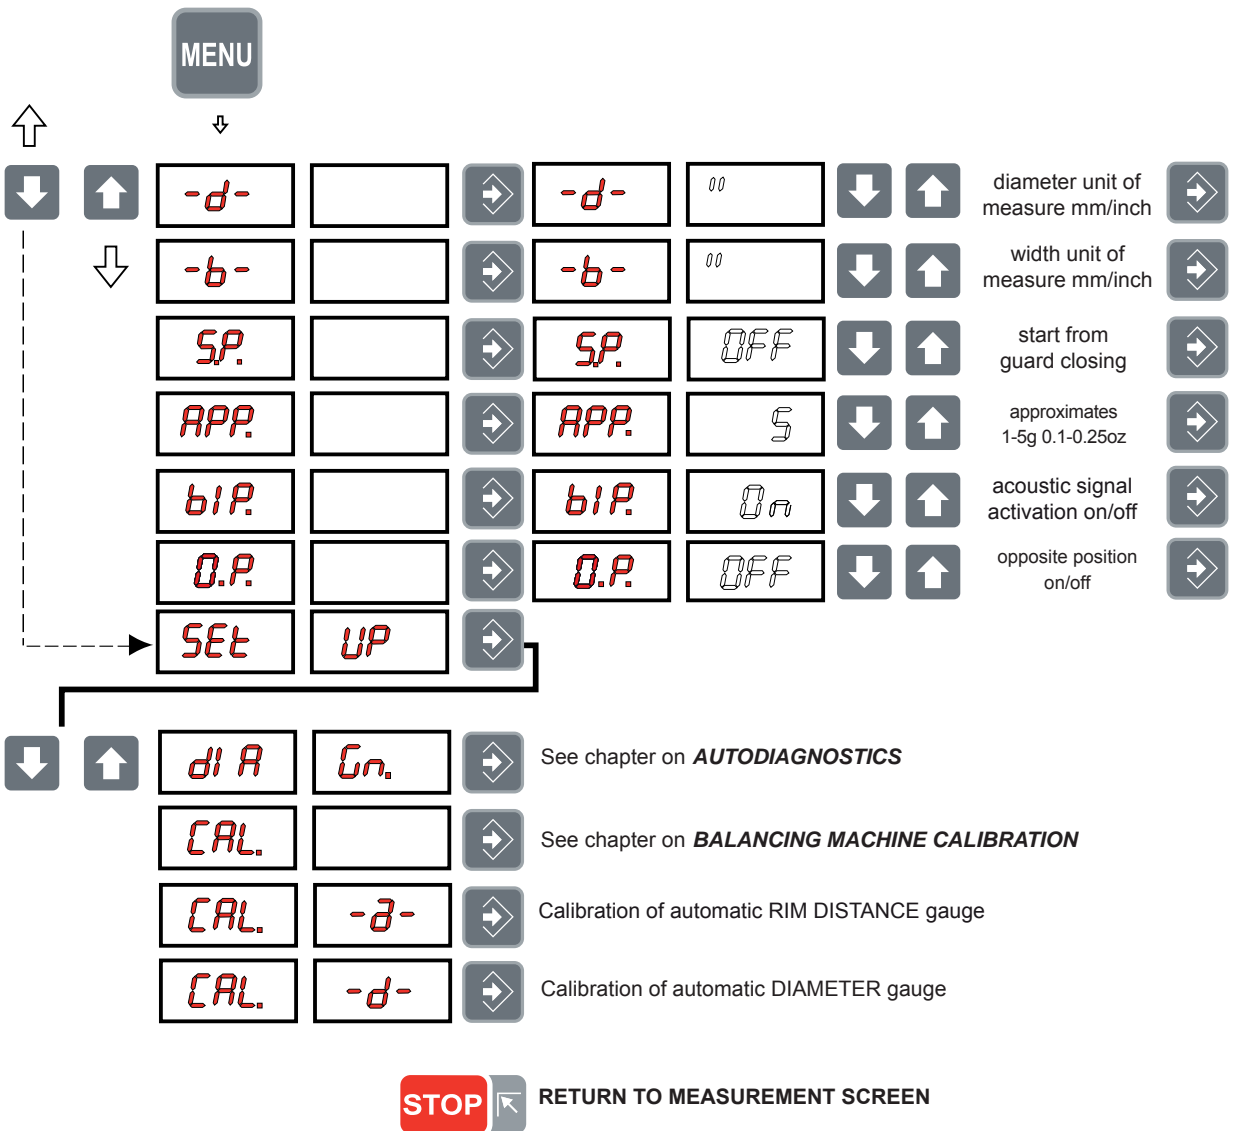 MENU
-d- -d- " diameter unit of
measure mm/inch
-b- -b- " width unit of
measure mm/inch
S.P. S.P. OFF start from
guard closing
APP. APP. 5 approximates
1-5g 0.1-0.25oz
biP. biP. On acoustic signal
activation on/off
O.P. O.P. OFF opposite position
on/off
SEt UP
diA Gn. See chapter on AUTODIAGNOSTICS
CAL. See chapter on BALANCING MACHINE CALIBRATION
CAL. -a- Calibration of automatic RIM DISTANCE gauge
CAL. -d- Calibration of automatic DIAMETER gauge
STOP RETURN TO MEASUREMENT SCREEN